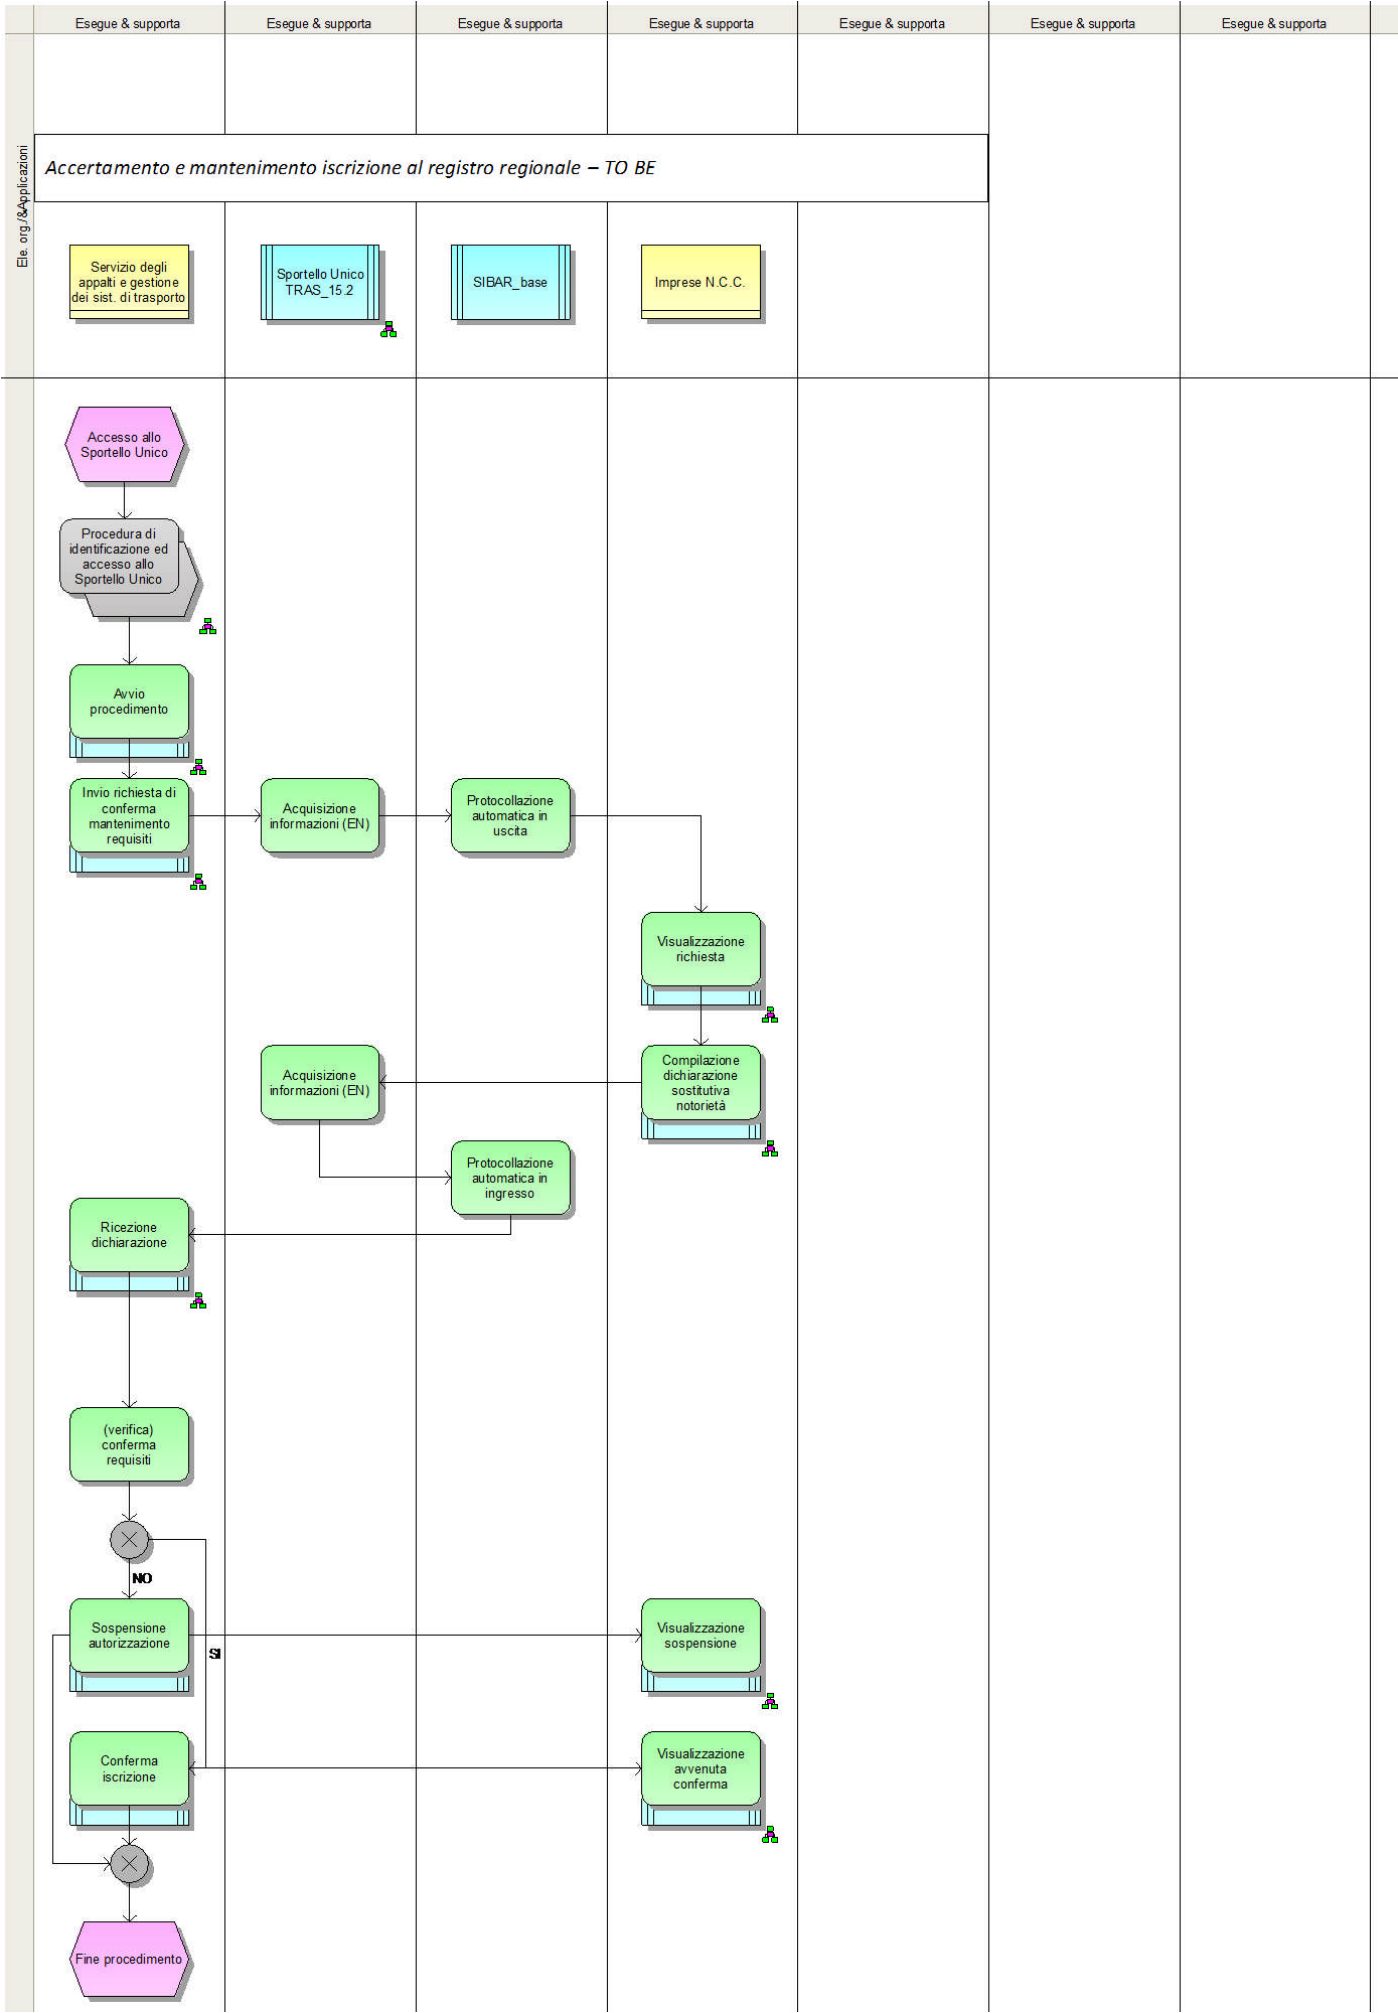 Esegue & supporta
Esegue & supporta
Esegue & supporta
Esegue & supporta
Esegue & supporta
Esegue & supporta
Esegue & supporta
Ele. org./&Applicazioni
Accertamento e mantenimento iscrizione al registro regionale – TO BE
Servizio degli
appalti e gestione
dei sist. di trasporto
Sportello Unico
TRAS_15.2
SIBAR_base
Imprese N.C.C.
Accesso allo
Sportello Unico
Procedura di
identificazione ed
accesso allo
Sportello Unico
Avvio
procedimento
Invio richiesta di
conferma
mantenimento
requisiti
Acquisizione
informazioni (EN)
Protocollazione
automatica in
uscita
Visualizzazione
richiesta
Compilazione
dichiarazione
sostitutiva
notorietà
Acquisizione
informazioni (EN)
Protocollazione
automatica in
ingresso
Ricezione
dichiarazione
(verifica)
conferma
requisiti
NO
Sospensione
autorizzazione
SI
Visualizzazione
sospensione
Conferma
iscrizione
Visualizzazione
avvenuta
conferma
Fine procedimento